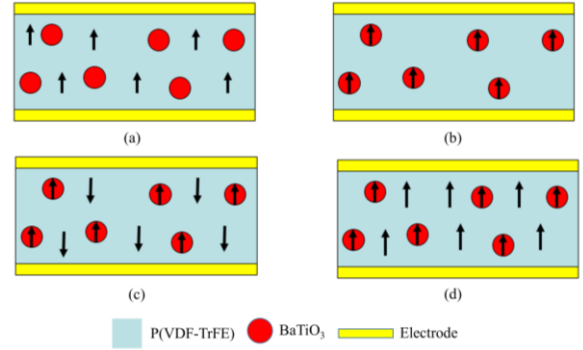 (a)
(b)
(c)
(d)
P(VDF-TrFE)
BaTiO₃
Electrode